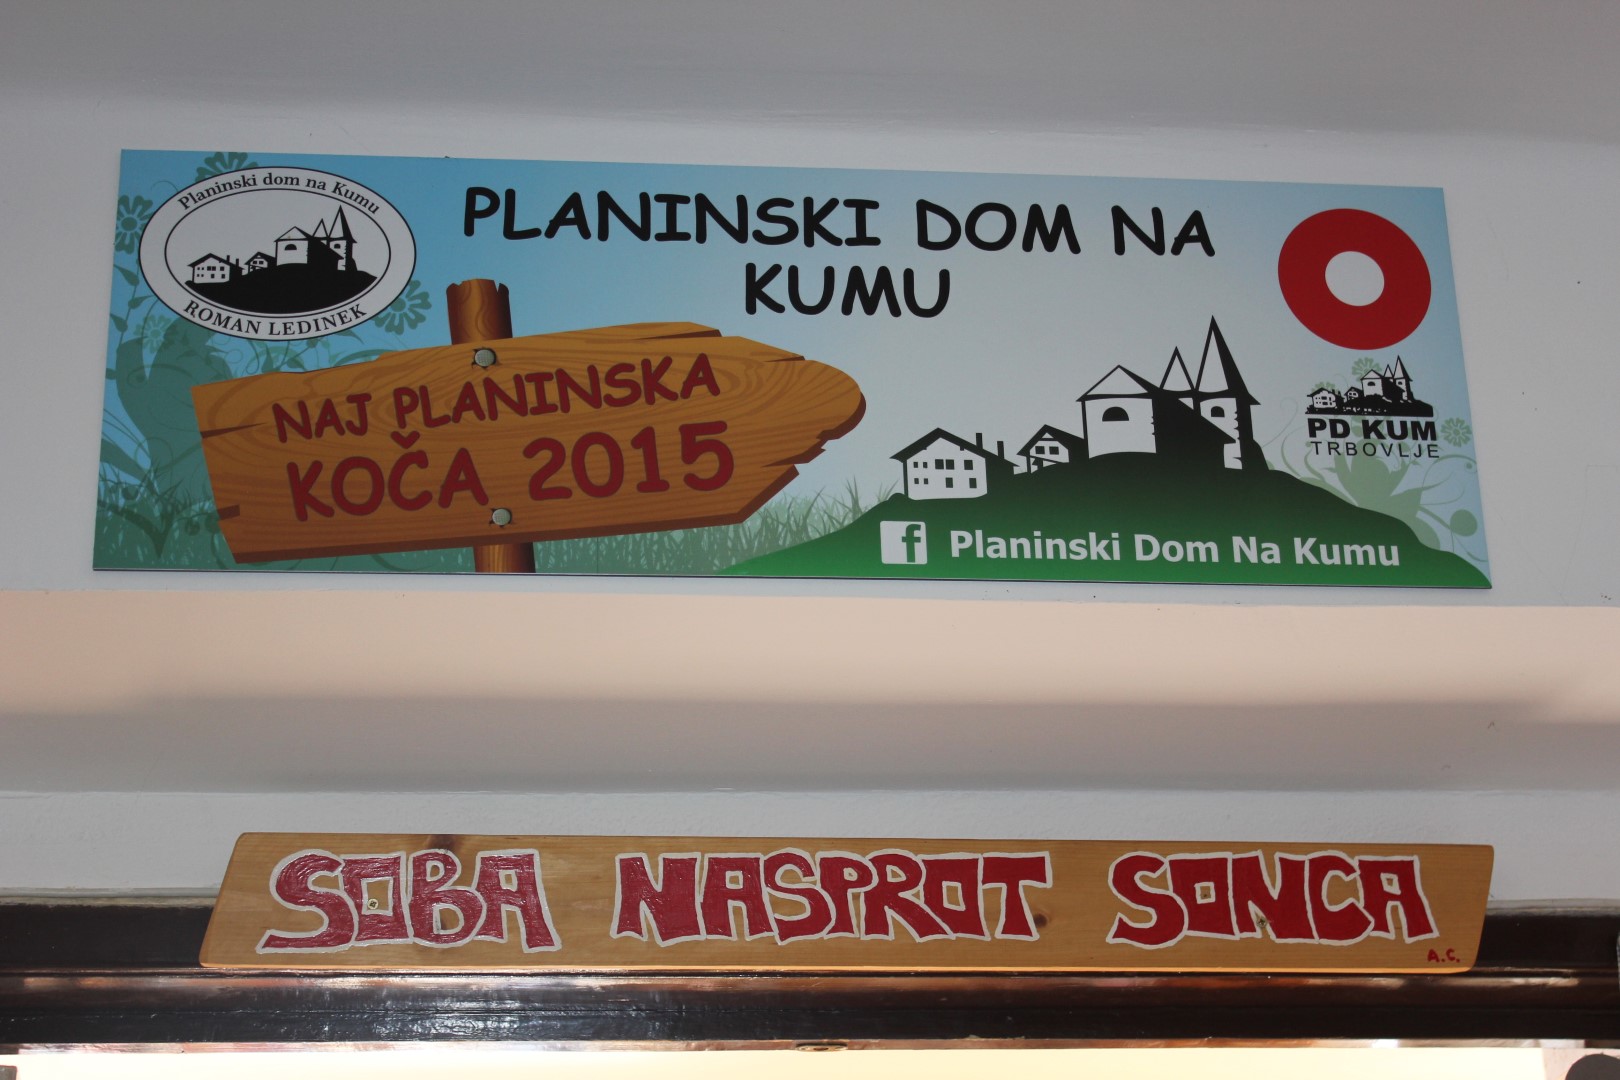 Planinski dom na Kumu
ROMAN LEDINEK
PLANINSKI DOM NA
KUMU
NAJ PLANINSKA
KOČA 2015
PD KUM
TRBOVLJE
f Planinski Dom Na Kumu
SOBA NASPROT SONCA
A.C.